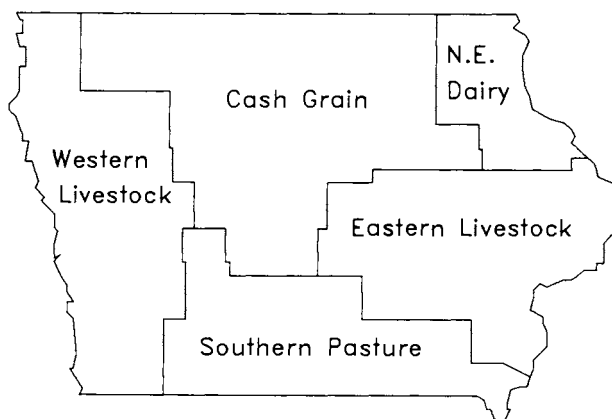 N.E.
Dairy
Cash Grain
Western
Livestock
Eastern Livestock
Southern Pasture